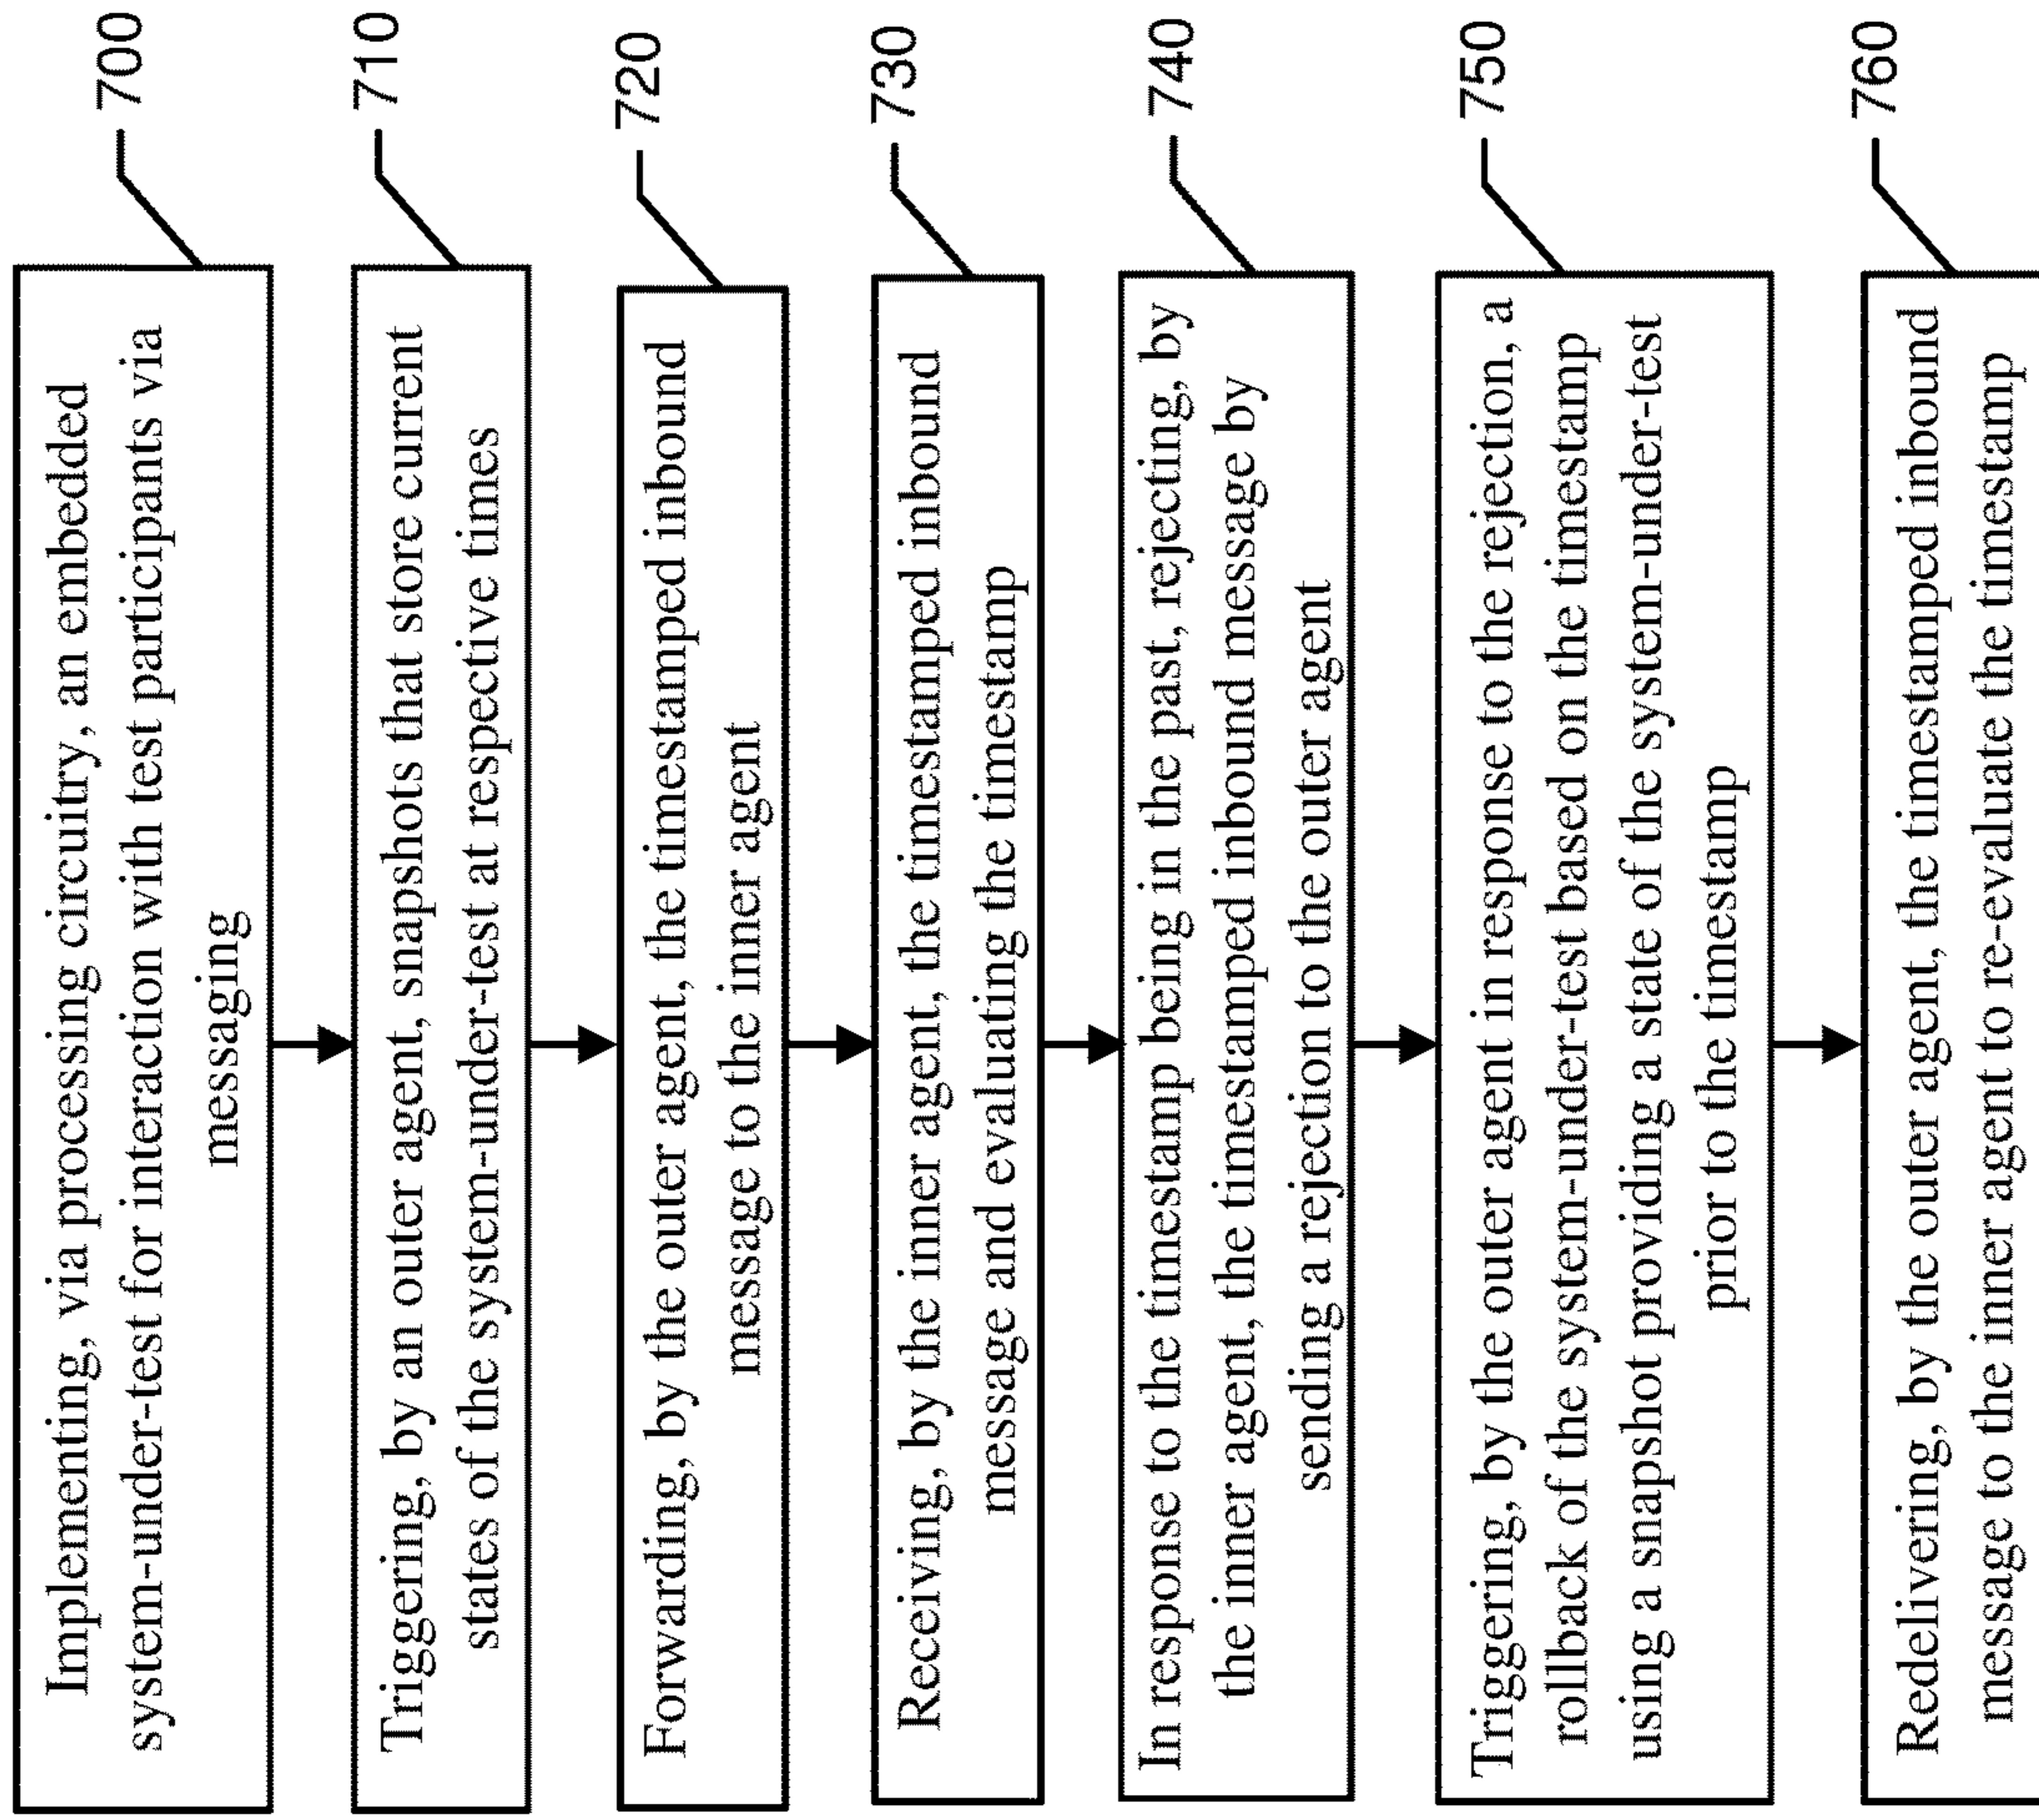 Implementing, via processing circuitry, an embedded
system-under-test for interaction with test participants via
messaging
700
Triggering, by an outer agent, snapshots that store current
states of the system-under-test at respective times
710
Forwarding, by the outer agent, the timestamped inbound
message to the inner agent
720
Receiving, by the inner agent, the timestamped inbound
message and evaluating the timestamp
730
In response to the timestamp being in the past, rejecting, by
the inner agent, the timestamped inbound message by
sending a rejection to the outer agent
740
Triggering, by the outer agent in response to the rejection, a
rollback of the system-under-test based on the timestamp
using a snapshot providing a state of the system-under-test
prior to the timestamp
750
Redelivering, by the outer agent, the timestamped inbound
message to the inner agent to re-evaluate the timestamp
760